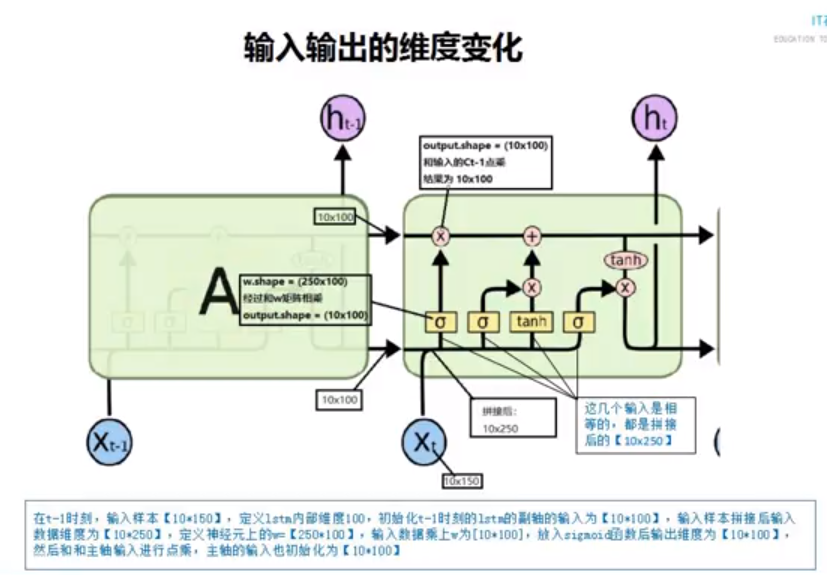 IT
EDUCATION TO
输入输出的维度变化
ht-1
ht
output.shape = (10x100)
和输入的Ct-1点乘
结果为 10x100
10x100
x
+
tanh
A
w.shape = (250x100)
经过和w矩阵相乘
output.shape = (10x100)
x
x
σ
σ
tanh
σ
10x100
拼接后:
10x250
这几个输入是相
等的，都是拼接
后的【10x250】
Xt-1
Xt
10x150
在t-1时刻，输入样本【10*150】，定义lstm内部维度100，初始化t-1时刻的lstm的副轴的输入为【10*100】，输入样本拼接后输入
数据维度为【10*250】，定义神经元上的w=【250*100】，输入数据乘上w为[10*100]，放入sigmoid函数后输出维度为【10*100】，
然后和和主轴输入进行点乘，主轴的输入也初始化为【10*100】